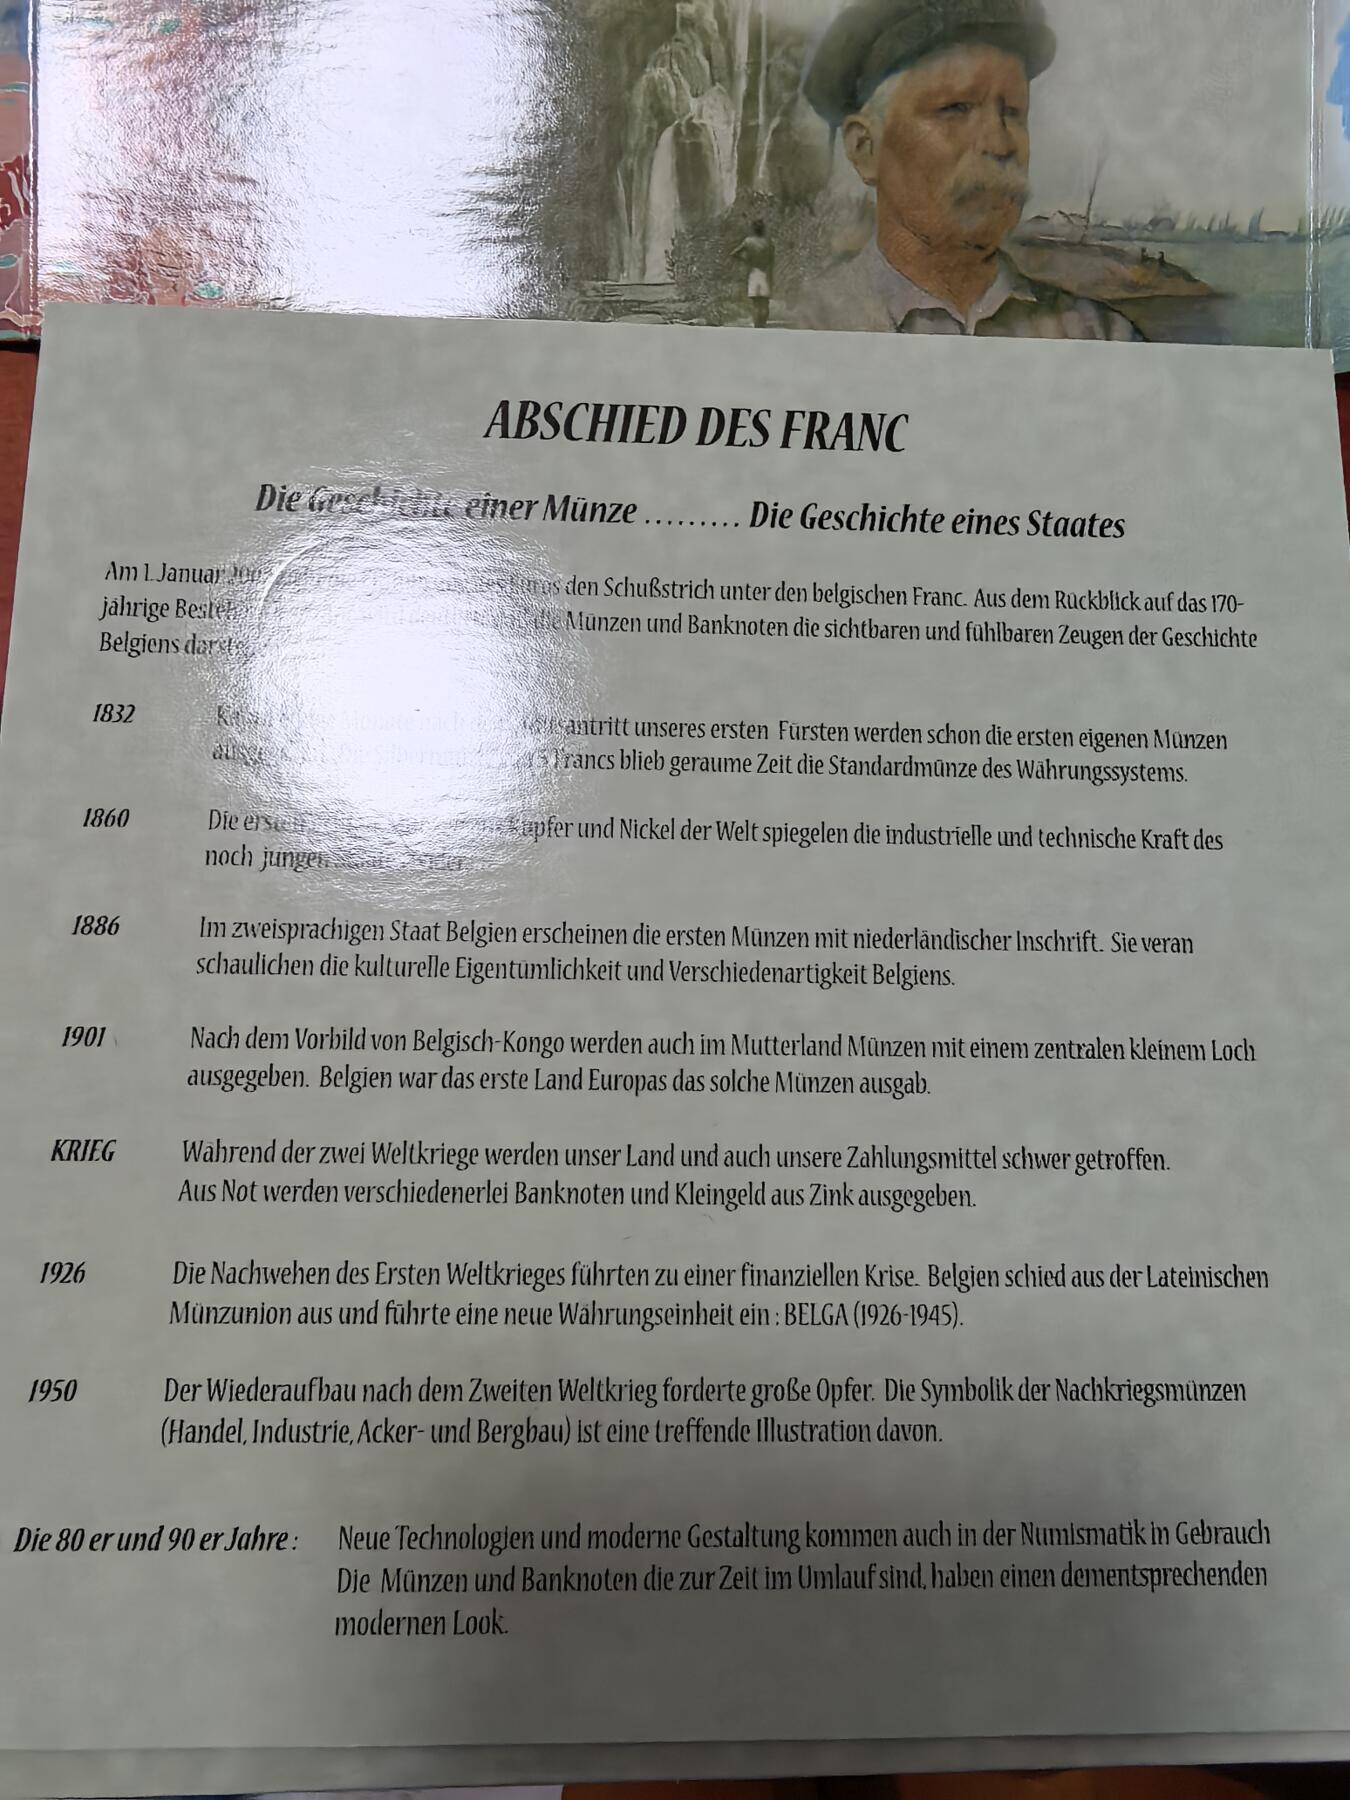 ABSCHIED DES FRANC
Die Geschichte einer Münze ......... Die Geschichte eines Staates
Am 1. Januar den Schußstrich unter den belgischen Franc. Aus dem Rückblick auf das 170-
jährige die Münzen und Banknoten die sichtbaren und fühlbaren Zeugen der Geschichte
Belgiens
1832 unseres ersten Fürsten werden schon die ersten eigenen Münzen
Francs blieb geraume Zeit die Standardmünze des Währungssystems.
1860 Die Kupfer und Nickel der Welt spiegelen die industrielle und technische Kraft des
noch
1886 Im zweisprachigen Staat Belgien erscheinen die ersten Münzen mit niederländischer Inschrift. Sie veran
schaulichen die kulturelle Eigentümlichkeit und Verschiedenartigkeit Belgiens.
1901 Nach dem Vorbild von Belgisch-Kongo werden auch im Mutterland Münzen mit einem zentralen kleinem Loch
ausgegeben. Belgien war das erste Land Europas das solche Münzen ausgab.
KRIEG Während der zwei Weltkriege werden unser Land und auch unsere Zahlungsmittel schwer getroffen.
Aus Not werden verschiedenerlei Banknoten und Kleingeld aus Zink ausgegeben.
1926 Die Nachwehen des Ersten Weltkrieges führten zu einer finanziellen Krise. Belgien schied aus der Lateinischen
Münzunion aus und führte eine neue Währungseinheit ein : BELGA (1926-1945).
1950 Der Wiederaufbau nach dem Zweiten Weltkrieg forderte große Opfer. Die Symbolik der Nachkriegsmünzen
(Handel, Industrie, Acker- und Bergbau) ist eine treffende Illustration davon.
Die 80 er und 90 er Jahre : Neue Technologien und moderne Gestaltung kommen auch in der Numismatik in Gebrauch
Die Münzen und Banknoten die zur Zeit im Umlauf sind, haben einen dementsprechenden
modernen Look.